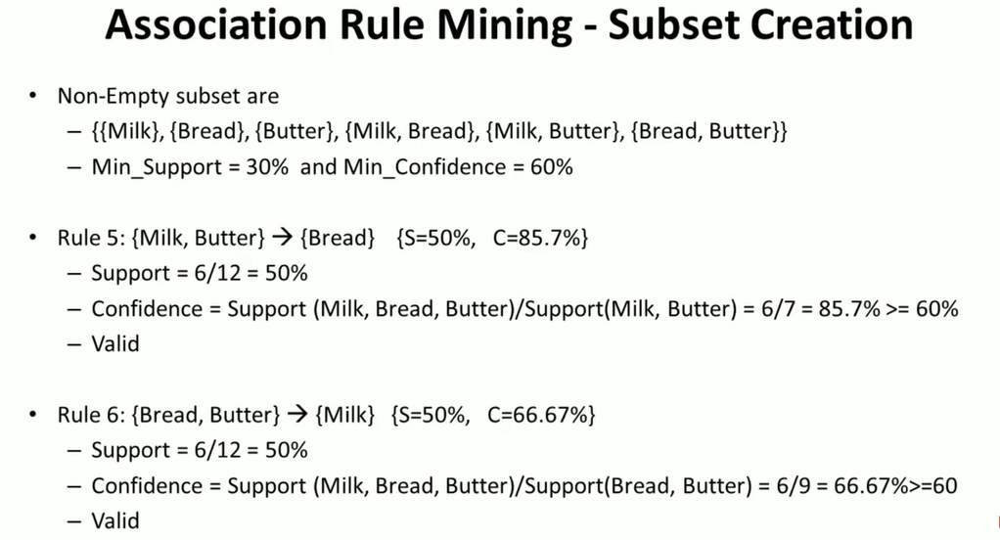 Association Rule Mining - Subset Creation
• Non-Empty subset are
– {{Milk}, {Bread}, {Butter}, {Milk, Bread}, {Milk, Butter}, {Bread, Butter}}
– Min_Support = 30% and Min_Confidence = 60%
• Rule 5: {Milk, Butter} → {Bread} {S=50%, C=85.7%}
– Support = 6/12 = 50%
– Confidence = Support (Milk, Bread, Butter)/Support(Milk, Butter) = 6/7 = 85.7% >= 60%
– Valid
• Rule 6: {Bread, Butter} → {Milk} {S=50%, C=66.67%}
– Support = 6/12 = 50%
– Confidence = Support (Milk, Bread, Butter)/Support(Bread, Butter) = 6/9 = 66.67%>=60
– Valid